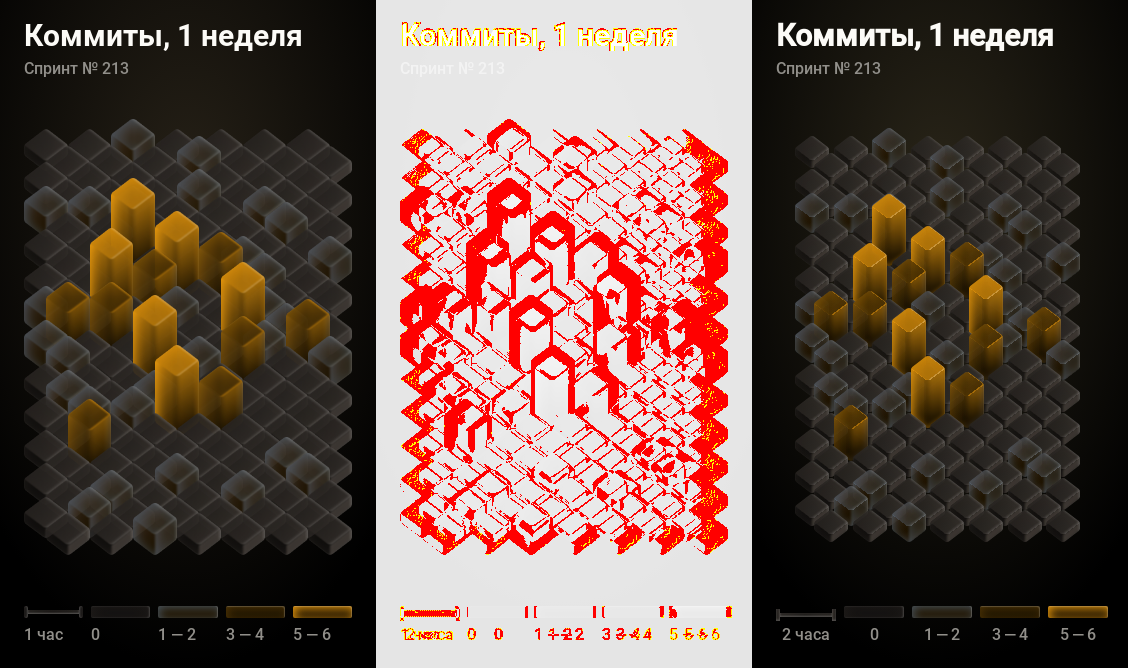 Коммиты, 1 неделя
Спринт № 213
1 час 0 1 — 2 3 — 4 5 — 6
Коммиты, 1 неделя
Спринт № 213
Коммиты, 1 неделя
Спринт № 213
2 часа 0 1 — 2 3 — 4 5 — 6